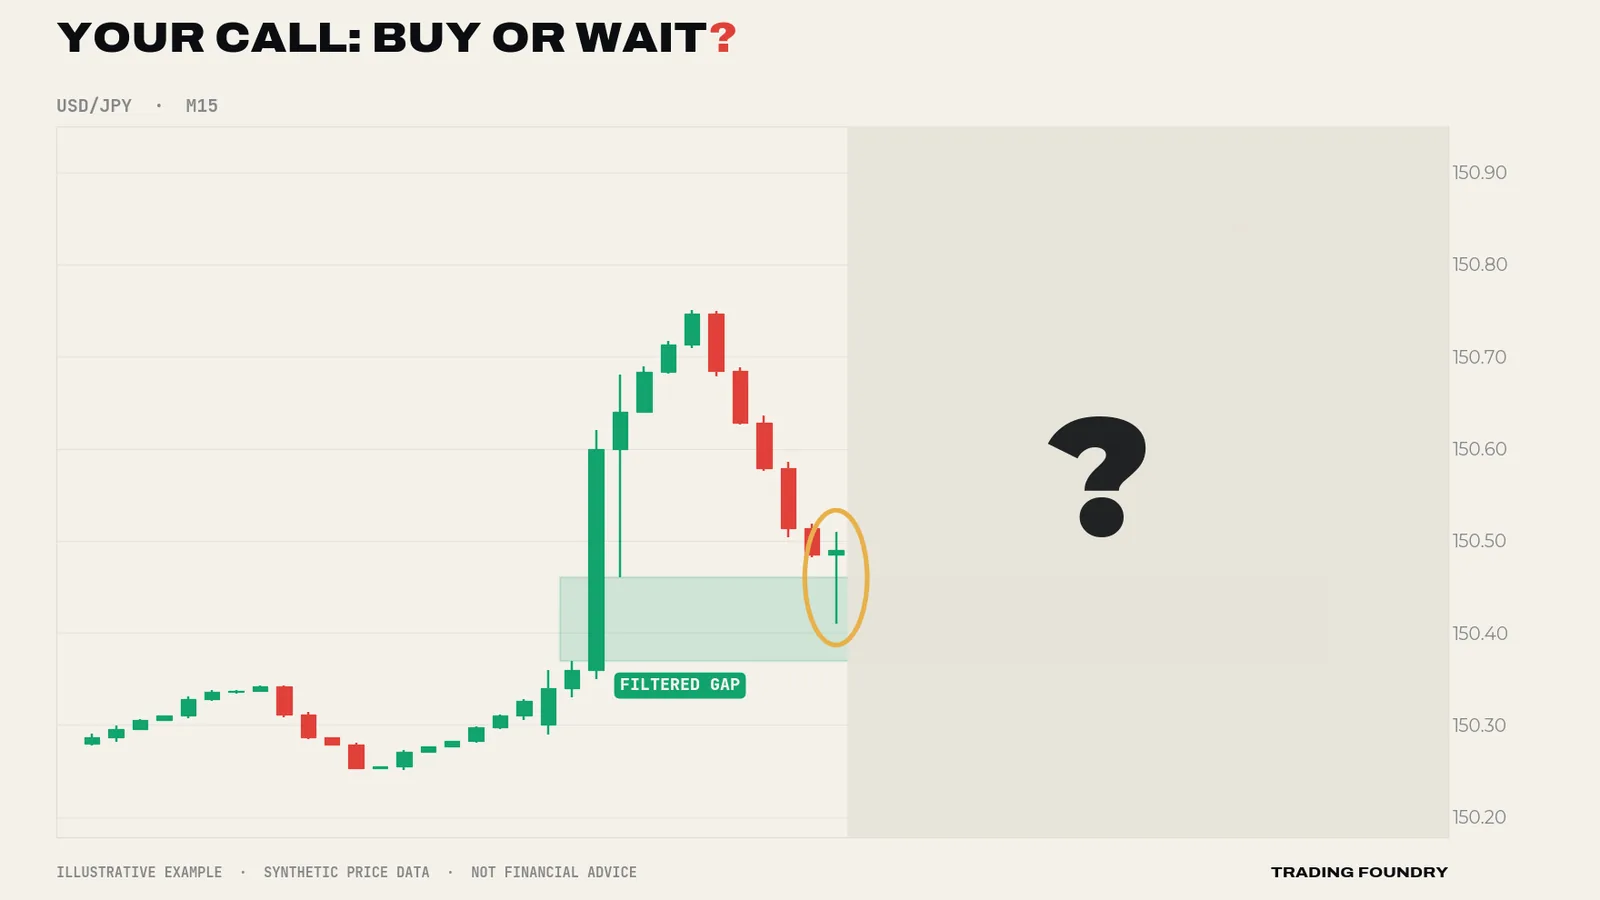 YOUR CALL: BUY OR WAIT?
USD/JPY · M15
150.90
150.80
150.70
150.60
150.50
150.40
150.30
150.20
FILTERED GAP
?
ILLUSTRATIVE EXAMPLE · SYNTHETIC PRICE DATA · NOT FINANCIAL ADVICE
TRADING FOUNDRY